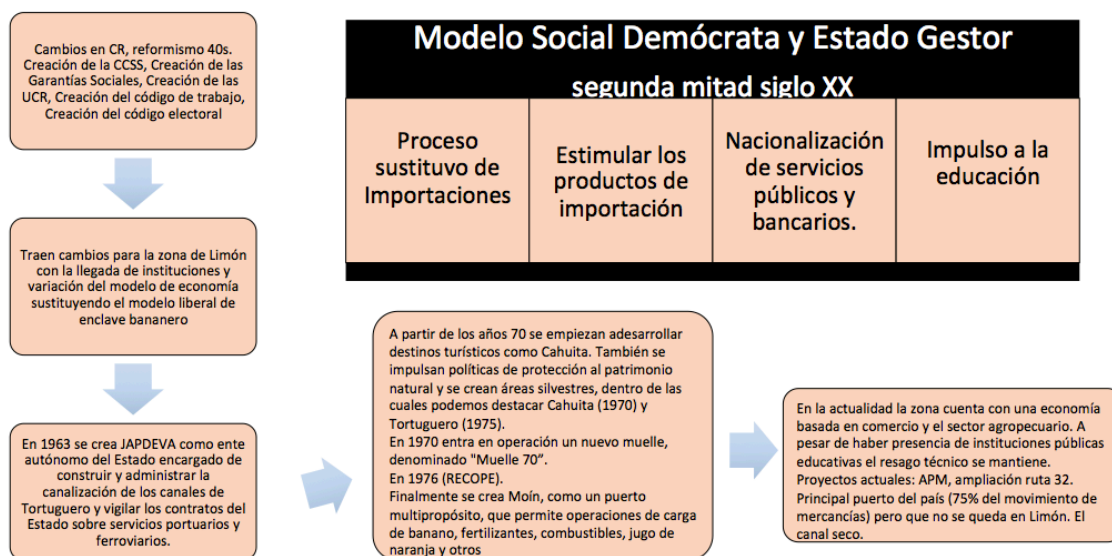 Cambios en CR, reformismo 40s.
Creación de la CCSS, Creación de las
Garantías Sociales, Creación de las
UCR, Creación del código de trabajo,
Creación del código electoral
Traen cambios para la zona de Limón
con la llegada de instituciones y
variación del modelo de economía
sustituyendo el modelo liberal de
enclave bananero
En 1963 se crea JAPDEVA como ente
autónomo del Estado encargado de
construir y administrar la
canalización de los canales de
Tortuguero y vigilar los contratos del
Estado sobre servicios portuarios y
ferroviarios.
Modelo Social Demócrata y Estado Gestor
segunda mitad siglo XX
Proceso
sustituvo de
Importaciones
Estimular los
productos de
importación
Nacionalización
de servicios
públicos y
bancarios.
Impulso a la
educación
A partir de los años 70 se empiezan adesarrollar
destinos turísticos como Cahuita. También se
impulsan políticas de protección al patrimonio
natural y se crean áreas silvestres, dentro de las
cuales podemos destacar Cahuita (1970) y
Tortuguero (1975).
En 1970 entra en operación un nuevo muelle,
denominado "Muelle 70”.
En 1976 (RECOPE).
Finalmente se crea Moín, como un puerto
multipropósito, que permite operaciones de carga
de banano, fertilizantes, combustibles, jugo de
naranja y otros
En la actualidad la zona cuenta con una economía
basada en comercio y el sector agropecuario. A
pesar de haber presencia de instituciones públicas
educativas el resago técnico se mantiene.
Proyectos actuales: APM, ampliación ruta 32.
Principal puerto del país (75% del movimiento de
mercancías) pero que no se queda en Limón. El
canal seco.